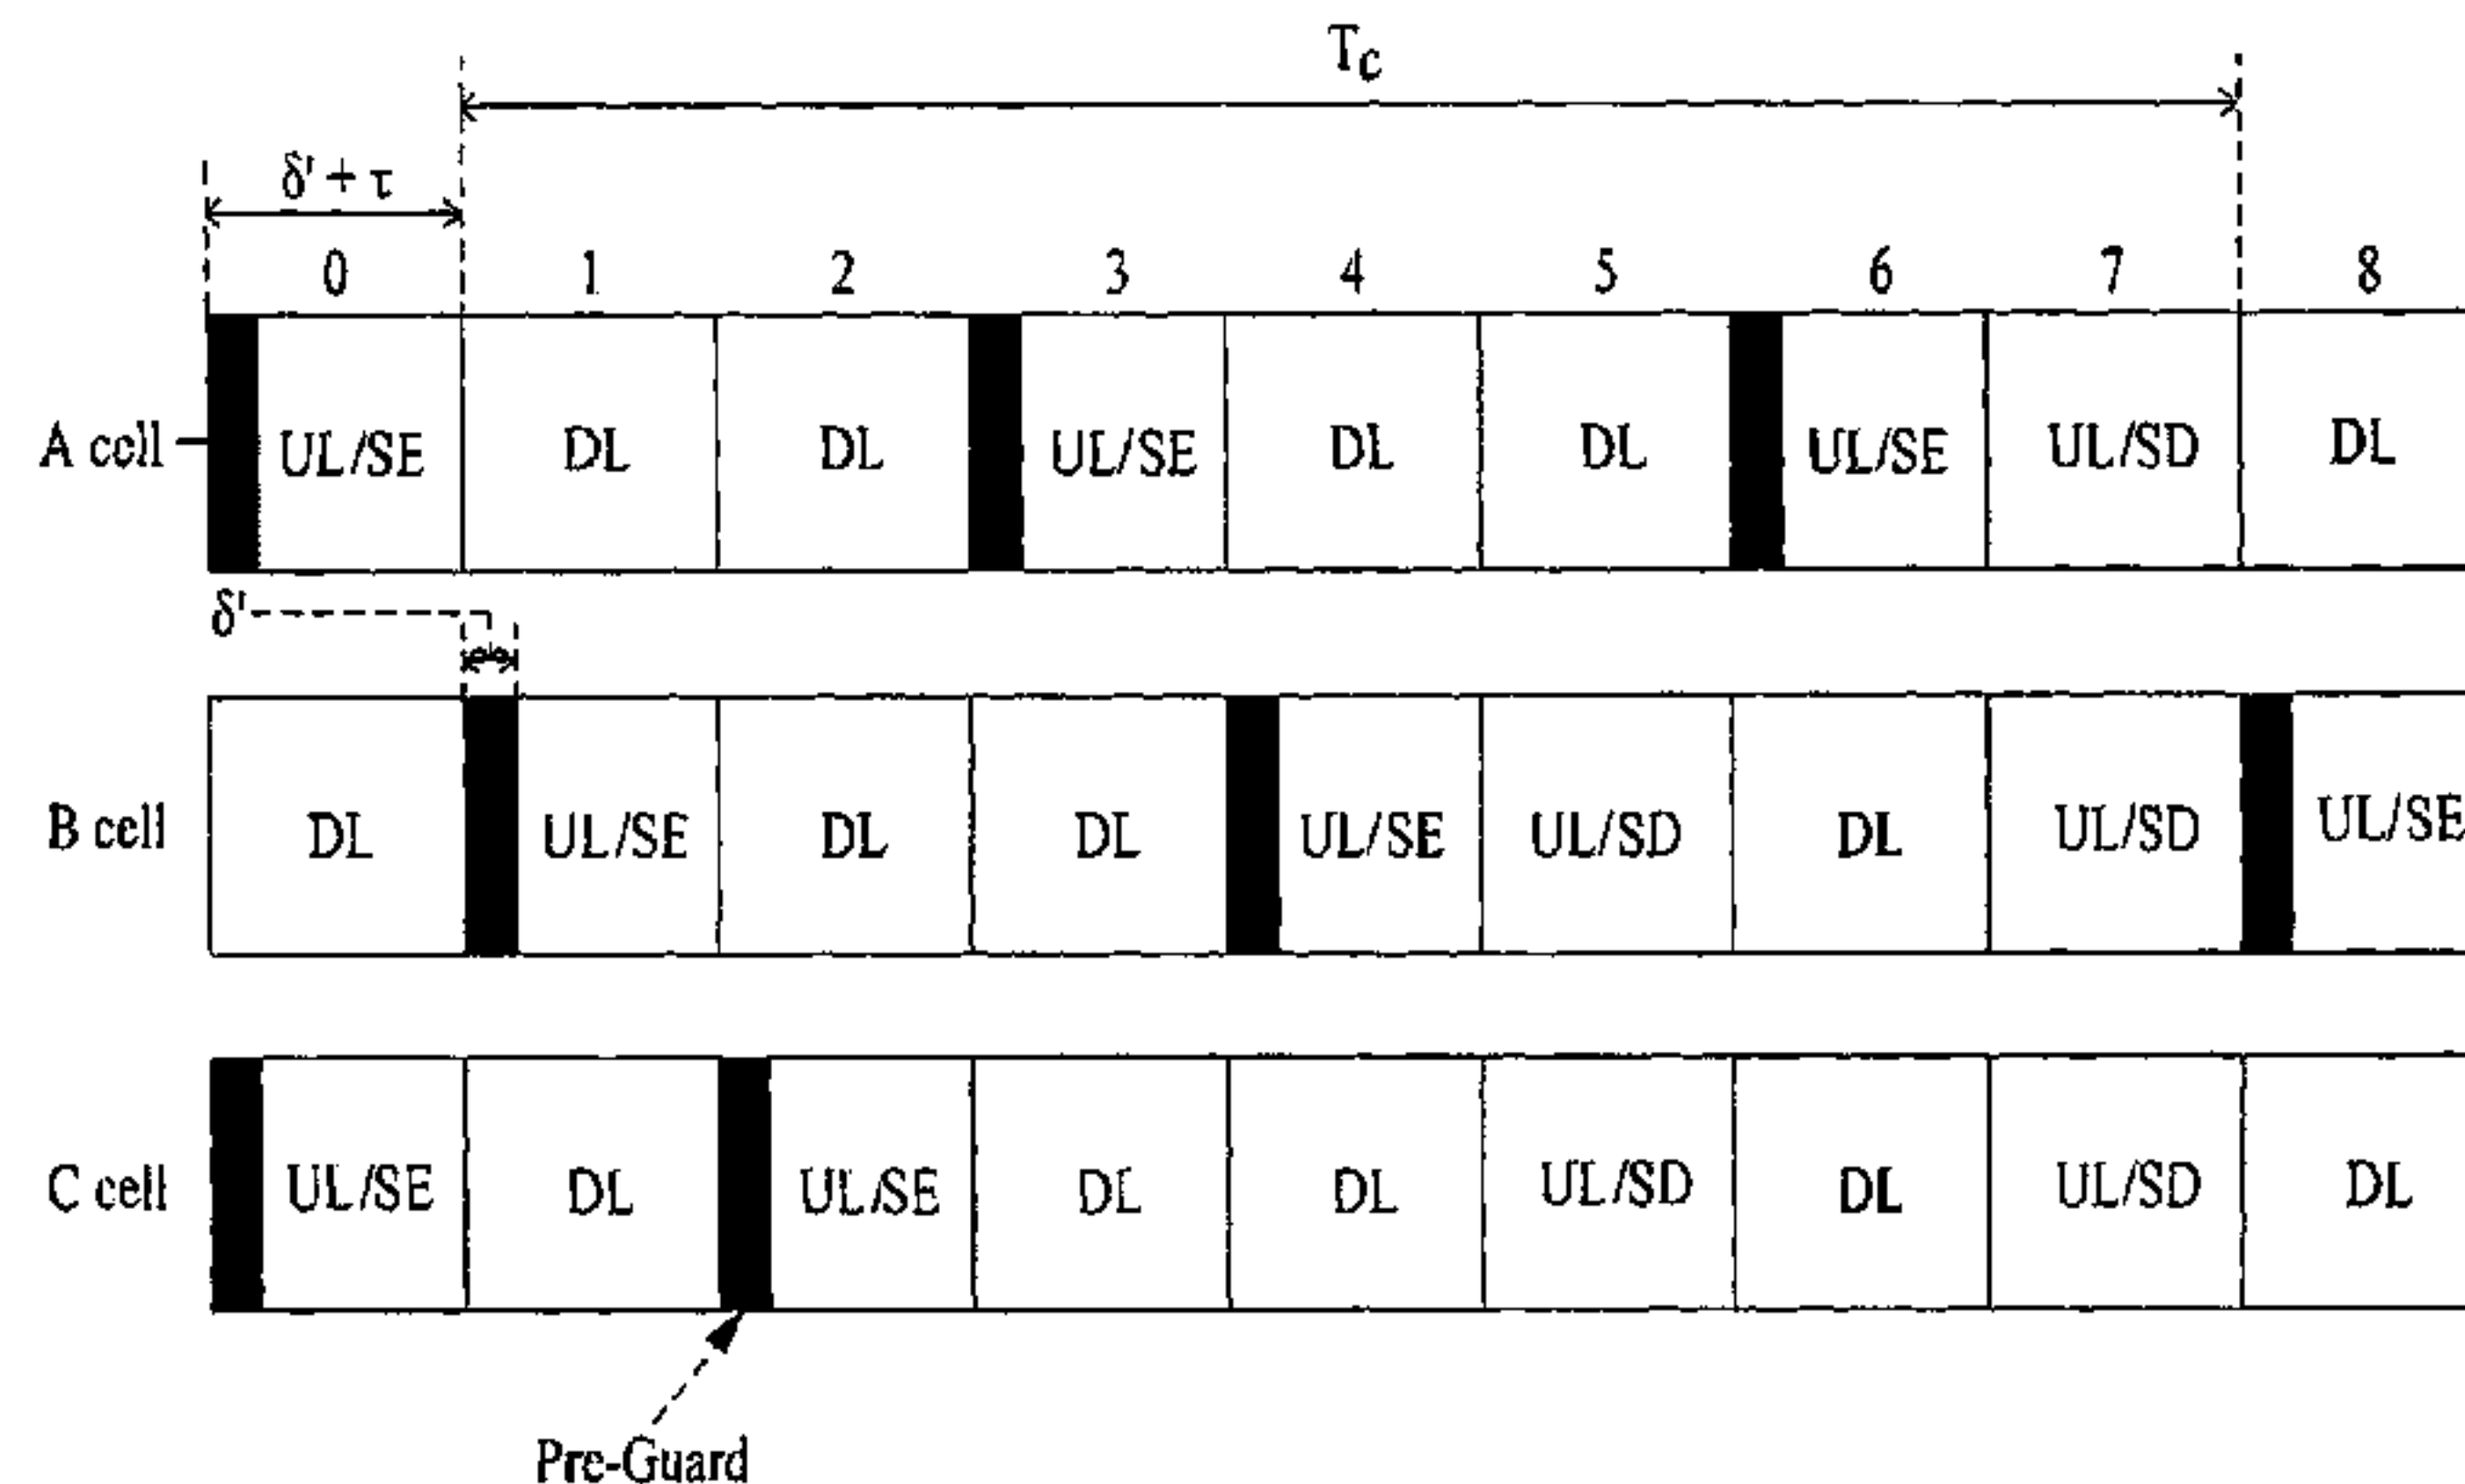 Tc
δ' + τ
0 1 2 3 4 5 6 7 8
A cell UL/SE DL DL UL/SE DL DL UL/SE UL/SD DL
δ'
B cell DL UL/SE DL DL UL/SE UL/SD DL UL/SD UL/SE
C cell UL/SE DL UL/SE DL DL UL/SD DL UL/SD DL
Pre-Guard